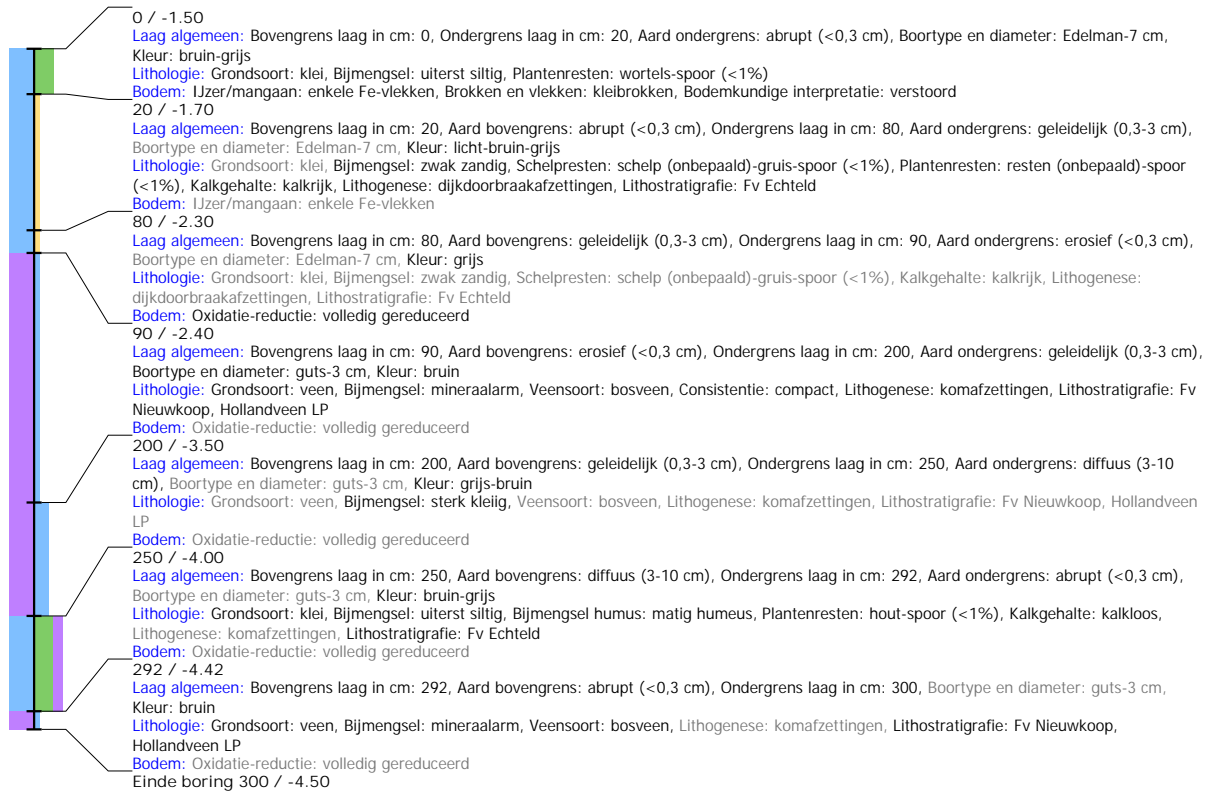 0 / -1.50
Laag algemeen: Bovengrens laag in cm: 0, Ondergrens laag in cm: 20, Aard ondergrens: abrupt (<0,3 cm), Boortype en diameter: Edelman-7 cm,
Kleur: bruin-grijs
Lithologie: Grondsoort: klei, Bijmengsel: uiterst siltig, Plantenresten: wortels-spoor (<1%)
Bodem: IJzer/mangaan: enkele Fe-vlekken, Brokken en vlekken: kleibrokken, Bodemkundige interpretatie: verstoord
20 / -1.70
Laag algemeen: Bovengrens laag in cm: 20, Aard bovengrens: abrupt (<0,3 cm), Ondergrens laag in cm: 80, Aard ondergrens: geleidelijk (0,3-3 cm),
Boortype en diameter: Edelman-7 cm, Kleur: licht-bruin-grijs
Lithologie: Grondsoort: klei, Bijmengsel: zwak zandig, Schelpresten: schelp (onbepaald)-gruis-spoor (<1%), Plantenresten: resten (onbepaald)-spoor
(<1%), Kalkgehalte: kalkrijk, Lithogenese: dijkdoorbraakafzettingen, Lithostratigrafie: Fv Echteld
Bodem: IJzer/mangaan: enkele Fe-vlekken
80 / -2.30
Laag algemeen: Bovengrens laag in cm: 80, Aard bovengrens: geleidelijk (0,3-3 cm), Ondergrens laag in cm: 90, Aard ondergrens: erosief (<0,3 cm),
Boortype en diameter: Edelman-7 cm, Kleur: grijs
Lithologie: Grondsoort: klei, Bijmengsel: zwak zandig, Schelpresten: schelp (onbepaald)-gruis-spoor (<1%), Kalkgehalte: kalkrijk, Lithogenese:
dijkdoorbraakafzettingen, Lithostratigrafie: Fv Echteld
Bodem: Oxidatie-reductie: volledig gereduceerd
90 / -2.40
Laag algemeen: Bovengrens laag in cm: 90, Aard bovengrens: erosief (<0,3 cm), Ondergrens laag in cm: 200, Aard ondergrens: geleidelijk (0,3-3 cm),
Boortype en diameter: guts-3 cm, Kleur: bruin
Lithologie: Grondsoort: veen, Bijmengsel: mineraalarm, Veensoort: bosveen, Consistentie: compact, Lithogenese: komafzettingen, Lithostratigrafie: Fv
Nieuwkoop, Hollandveen LP
Bodem: Oxidatie-reductie: volledig gereduceerd
200 / -3.50
Laag algemeen: Bovengrens laag in cm: 200, Aard bovengrens: geleidelijk (0,3-3 cm), Ondergrens laag in cm: 250, Aard ondergrens: diffuus (3-10
cm), Boortype en diameter: guts-3 cm, Kleur: grijs-bruin
Lithologie: Grondsoort: veen, Bijmengsel: sterk kleiig, Veensoort: bosveen, Lithogenese: komafzettingen, Lithostratigrafie: Fv Nieuwkoop, Hollandveen
LP
Bodem: Oxidatie-reductie: volledig gereduceerd
250 / -4.00
Laag algemeen: Bovengrens laag in cm: 250, Aard bovengrens: diffuus (3-10 cm), Ondergrens laag in cm: 292, Aard ondergrens: abrupt (<0,3 cm),
Boortype en diameter: guts-3 cm, Kleur: bruin-grijs
Lithologie: Grondsoort: klei, Bijmengsel: uiterst siltig, Bijmengsel humus: matig humeus, Plantenresten: hout-spoor (<1%), Kalkgehalte: kalkloos,
Lithogenese: komafzettingen, Lithostratigrafie: Fv Echteld
Bodem: Oxidatie-reductie: volledig gereduceerd
292 / -4.42
Laag algemeen: Bovengrens laag in cm: 292, Aard bovengrens: abrupt (<0,3 cm), Ondergrens laag in cm: 300, Boortype en diameter: guts-3 cm,
Kleur: bruin
Lithologie: Grondsoort: veen, Bijmengsel: mineraalarm, Veensoort: bosveen, Lithogenese: komafzettingen, Lithostratigrafie: Fv Nieuwkoop,
Hollandveen LP
Bodem: Oxidatie-reductie: volledig gereduceerd
Einde boring 300 / -4.50